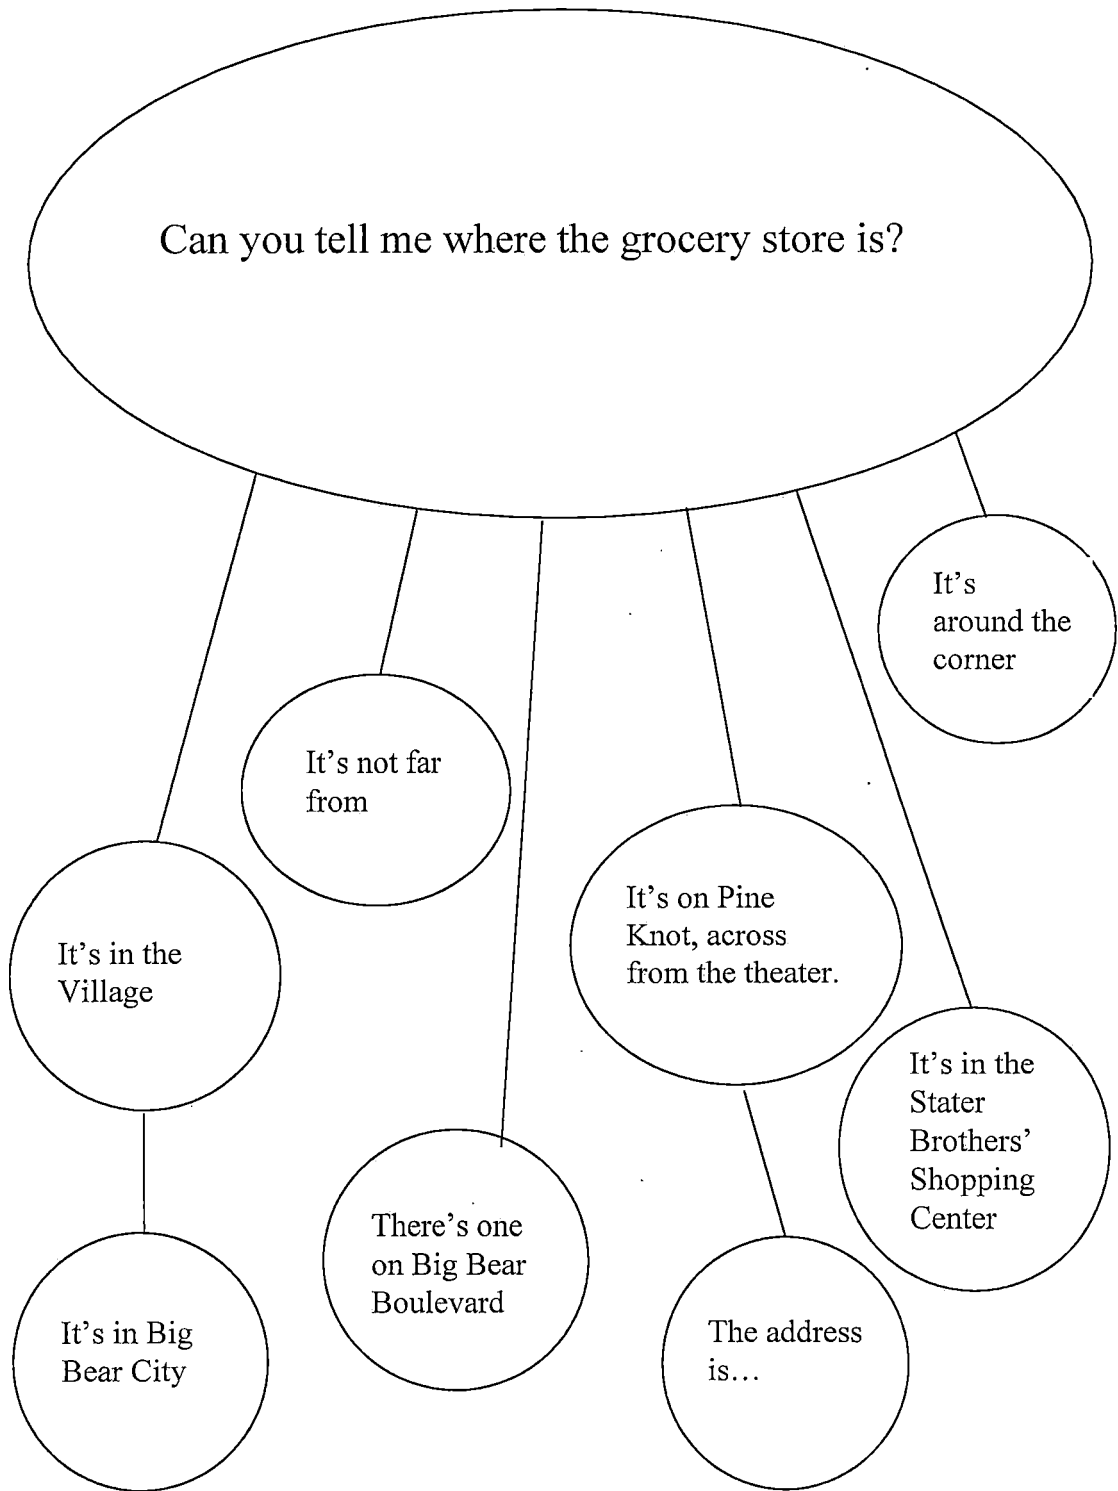 Can you tell me where the grocery store is?
It's
around the
corner
It's not far
from
It's on Pine
Knot, across
from the theater.
It's in the
Village
It's in the
Stater
Brothers’
Shopping
Center
There's one
on Big Bear
Boulevard
It's in Big
Bear City
The address
is…